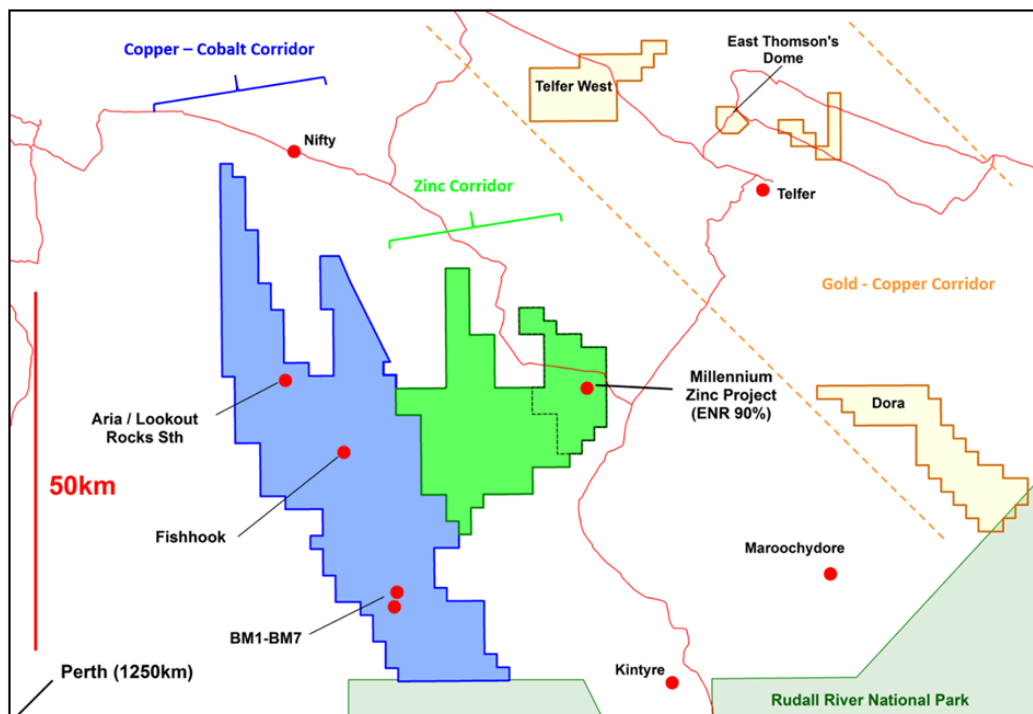 Copper – Cobalt Corridor
East Thomson's
Dome
Telfer West
Nifty
Zinc Corridor
Telfer
Gold - Copper Corridor
Millennium
Zinc Project
(ENR 90%)
Dora
Aria / Lookout
Rocks Sth
50km
Fishhook
Maroochydore
BM1-BM7
Perth (1250km)
Kintyre
Rudall River National Park